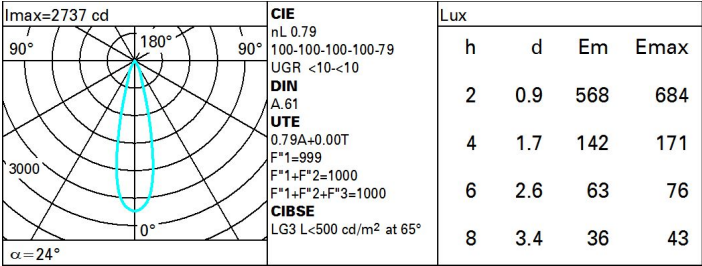 Imax=2737 cd
90° 180° 90°
3000
0°
α=24°
CIE
nL 0.79
100-100-100-100-79
UGR <10-<10
DIN
A.61
UTE
0.79A+0.00T
F"1=999
F"1+F"2=1000
F"1+F"2+F"3=1000
CIBSE
LG3 L<500 cd/m² at 65°
Lux
h d Em Emax
2 0.9 568 684
4 1.7 142 171
6 2.6 63 76
8 3.4 36 43